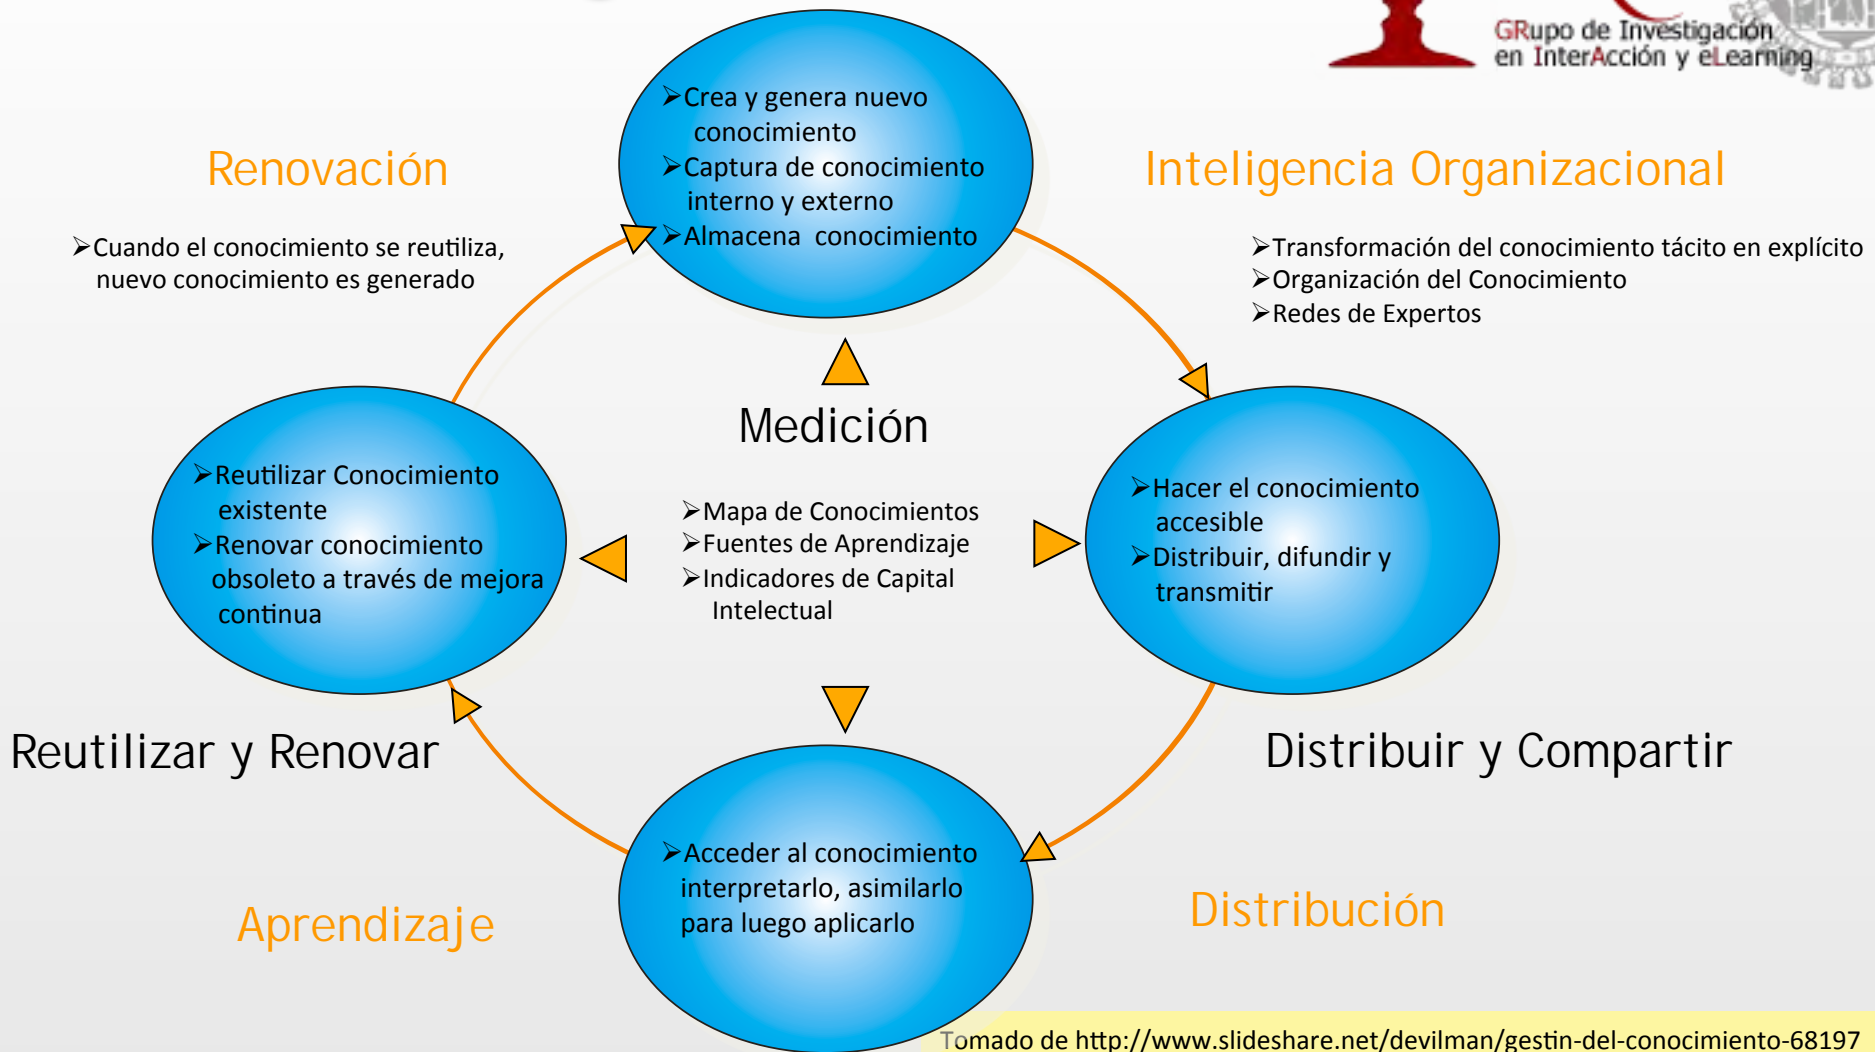 GRupo de Investigación
en InterAcción y eLearning
➢Crea y genera nuevo
conocimiento
➢Captura de conocimiento
interno y externo
➢Almacena conocimiento
Renovación
➢Cuando el conocimiento se reutiliza,
nuevo conocimiento es generado
Inteligencia Organizacional
➢Transformación del conocimiento tácito en explícito
➢Organización del Conocimiento
➢Redes de Expertos
Medición
➢Mapa de Conocimientos
➢Fuentes de Aprendizaje
➢Indicadores de Capital
Intelectual
➢Reutilizar Conocimiento
existente
➢Renovar conocimiento
obsoleto a través de mejora
continua
➢Hacer el conocimiento
accesible
➢Distribuir, difundir y
transmitir
Reutilizar y Renovar
Distribuir y Compartir
➢Acceder al conocimiento
interpretarlo, asimilarlo
para luego aplicarlo
Aprendizaje
Distribución
Tomado de http://www.slideshare.net/devilman/gestin-del-conocimiento-68197